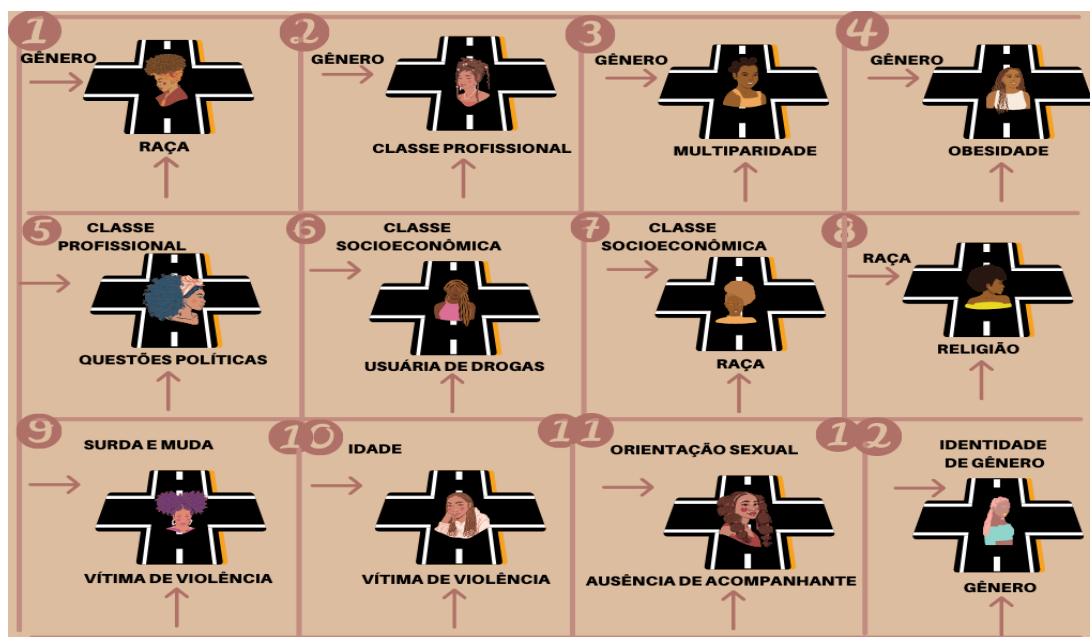 1
GÊNERO
RAÇA
2
GÊNERO
CLASSE PROFISSIONAL
3
GÊNERO
MULTIPARIDADE
4
GÊNERO
OBESIDADE
5
CLASSE
PROFISSIONAL
QUESTÕES POLÍTICAS
6
CLASSE
SOCIOECONÔMICA
USUÁRIA DE DROGAS
7
CLASSE
SOCIOECONÔMICA
RAÇA
8
RAÇA
RELIGIÃO
9
SURDA E MUDA
VÍTIMA DE VIOLÊNCIA
10
IDADE
VÍTIMA DE VIOLÊNCIA
11
ORIENTAÇÃO SEXUAL
AUSÊNCIA DE ACOMPANHANTE
12
IDENTIDADE
DE GÊNERO
GÊNERO